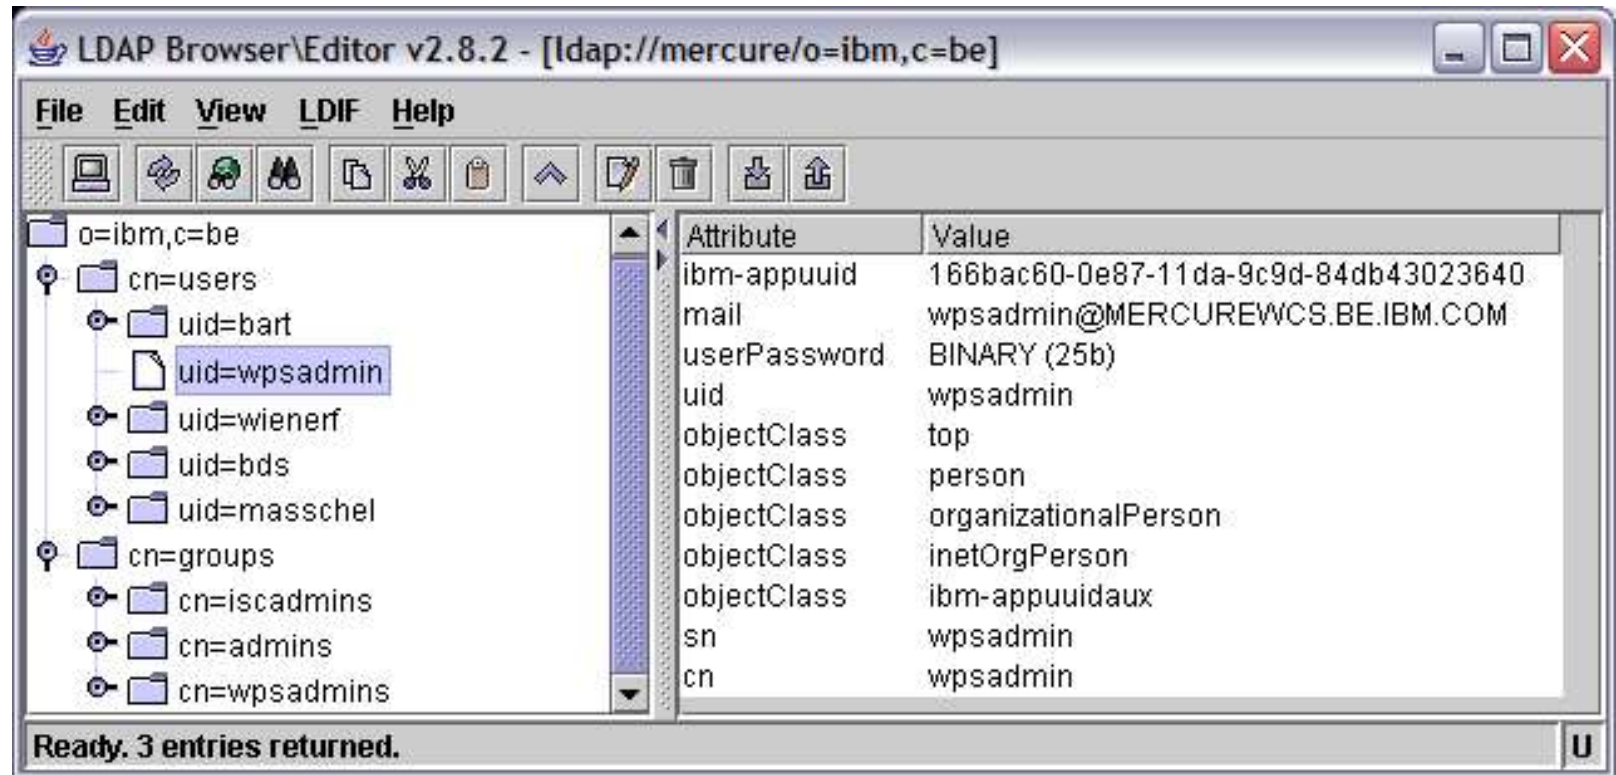 LDAP Browser\Editor v2.8.2 - [ldap://mercure/o=ibm,c=be]
File Edit View LDIF Help
o=ibm,c=be
cn=users
uid=bart
uid=wpsadmin
uid=wienerf
uid=bds
uid=masschel
cn=groups
cn=iscadmins
cn=admins
cn=wpsadmins
Attribute Value
ibm-appuuid 166bac60-0e87-11da-9c9d-84db43023640
mail wpsadmin@MERCUREWCS.BE.IBM.COM
userPassword BINARY (25b)
uid wpsadmin
objectClass top
objectClass person
objectClass organizationalPerson
objectClass inetOrgPerson
objectClass ibm-appuuidaux
sn wpsadmin
cn wpsadmin
Ready. 3 entries returned. U